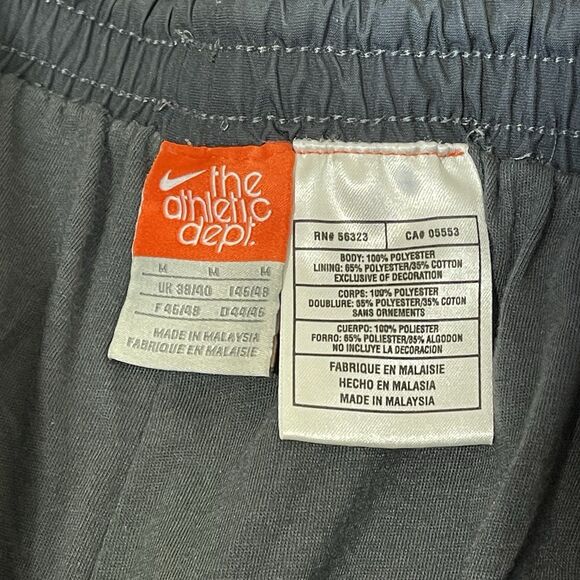 the
athletic
dept.
M M M
UK 38/40 I 46/48
F 46/48 D 44/46
MADE IN MALAYSIA
FABRIQUE EN MALAISIE
RN# 56323 CA# 05553
BODY: 100% POLYESTER
LINING: 65% POLYESTER/35% COTTON
EXCLUSIVE OF DECORATION
CORPS: 100% POLYESTER
DOUBLURE: 65% POLYESTER/35% COTON
SANS ORNEMENTS
CUERPO: 100% POLIESTER
FORRO: 65% POLIESTER/35% ALGODON
NO INCLUYE LA DECORACION
FABRIQUE EN MALAISIE
HECHO EN MALASIA
MADE IN MALAYSIA